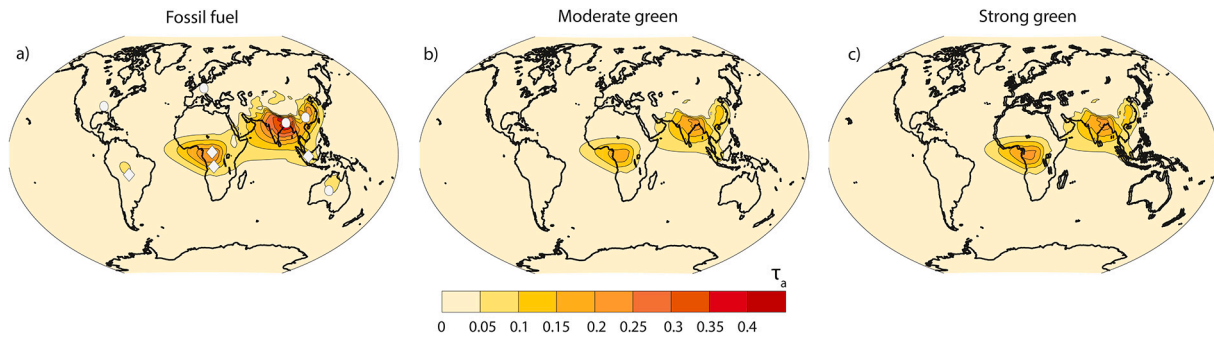 Fossil fuel
Moderate green
Strong green
a)
b)
c)
τa
0 0.05 0.1 0.15 0.2 0.25 0.3 0.35 0.4